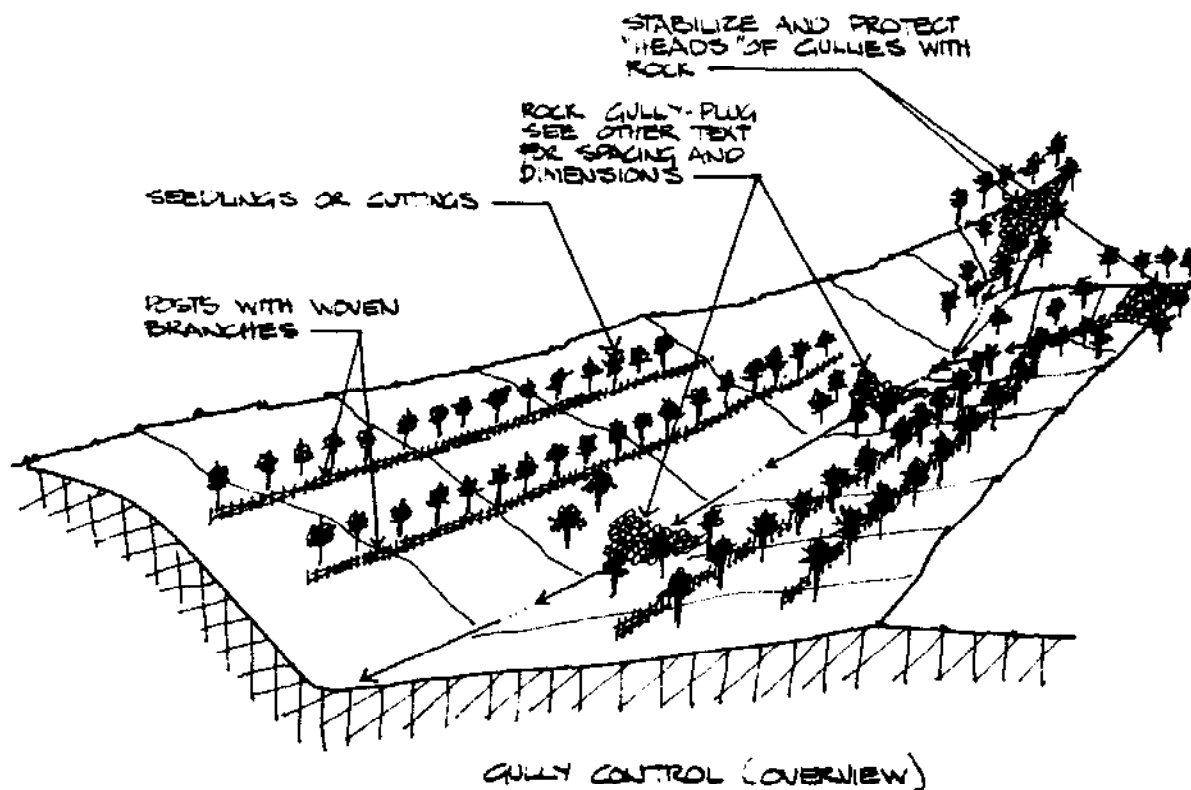 STABILIZE AND PROTECT
"HEADS" OF GULLIES WITH
ROCK
ROCK GULLY-PLUG
SEE OTHER TEXT
FOR SPACING AND
DIMENSIONS
SEEDLINGS OR CUTTINGS
POSTS WITH WOVEN
BRANCHES
GULLY CONTROL (OVERVIEW)